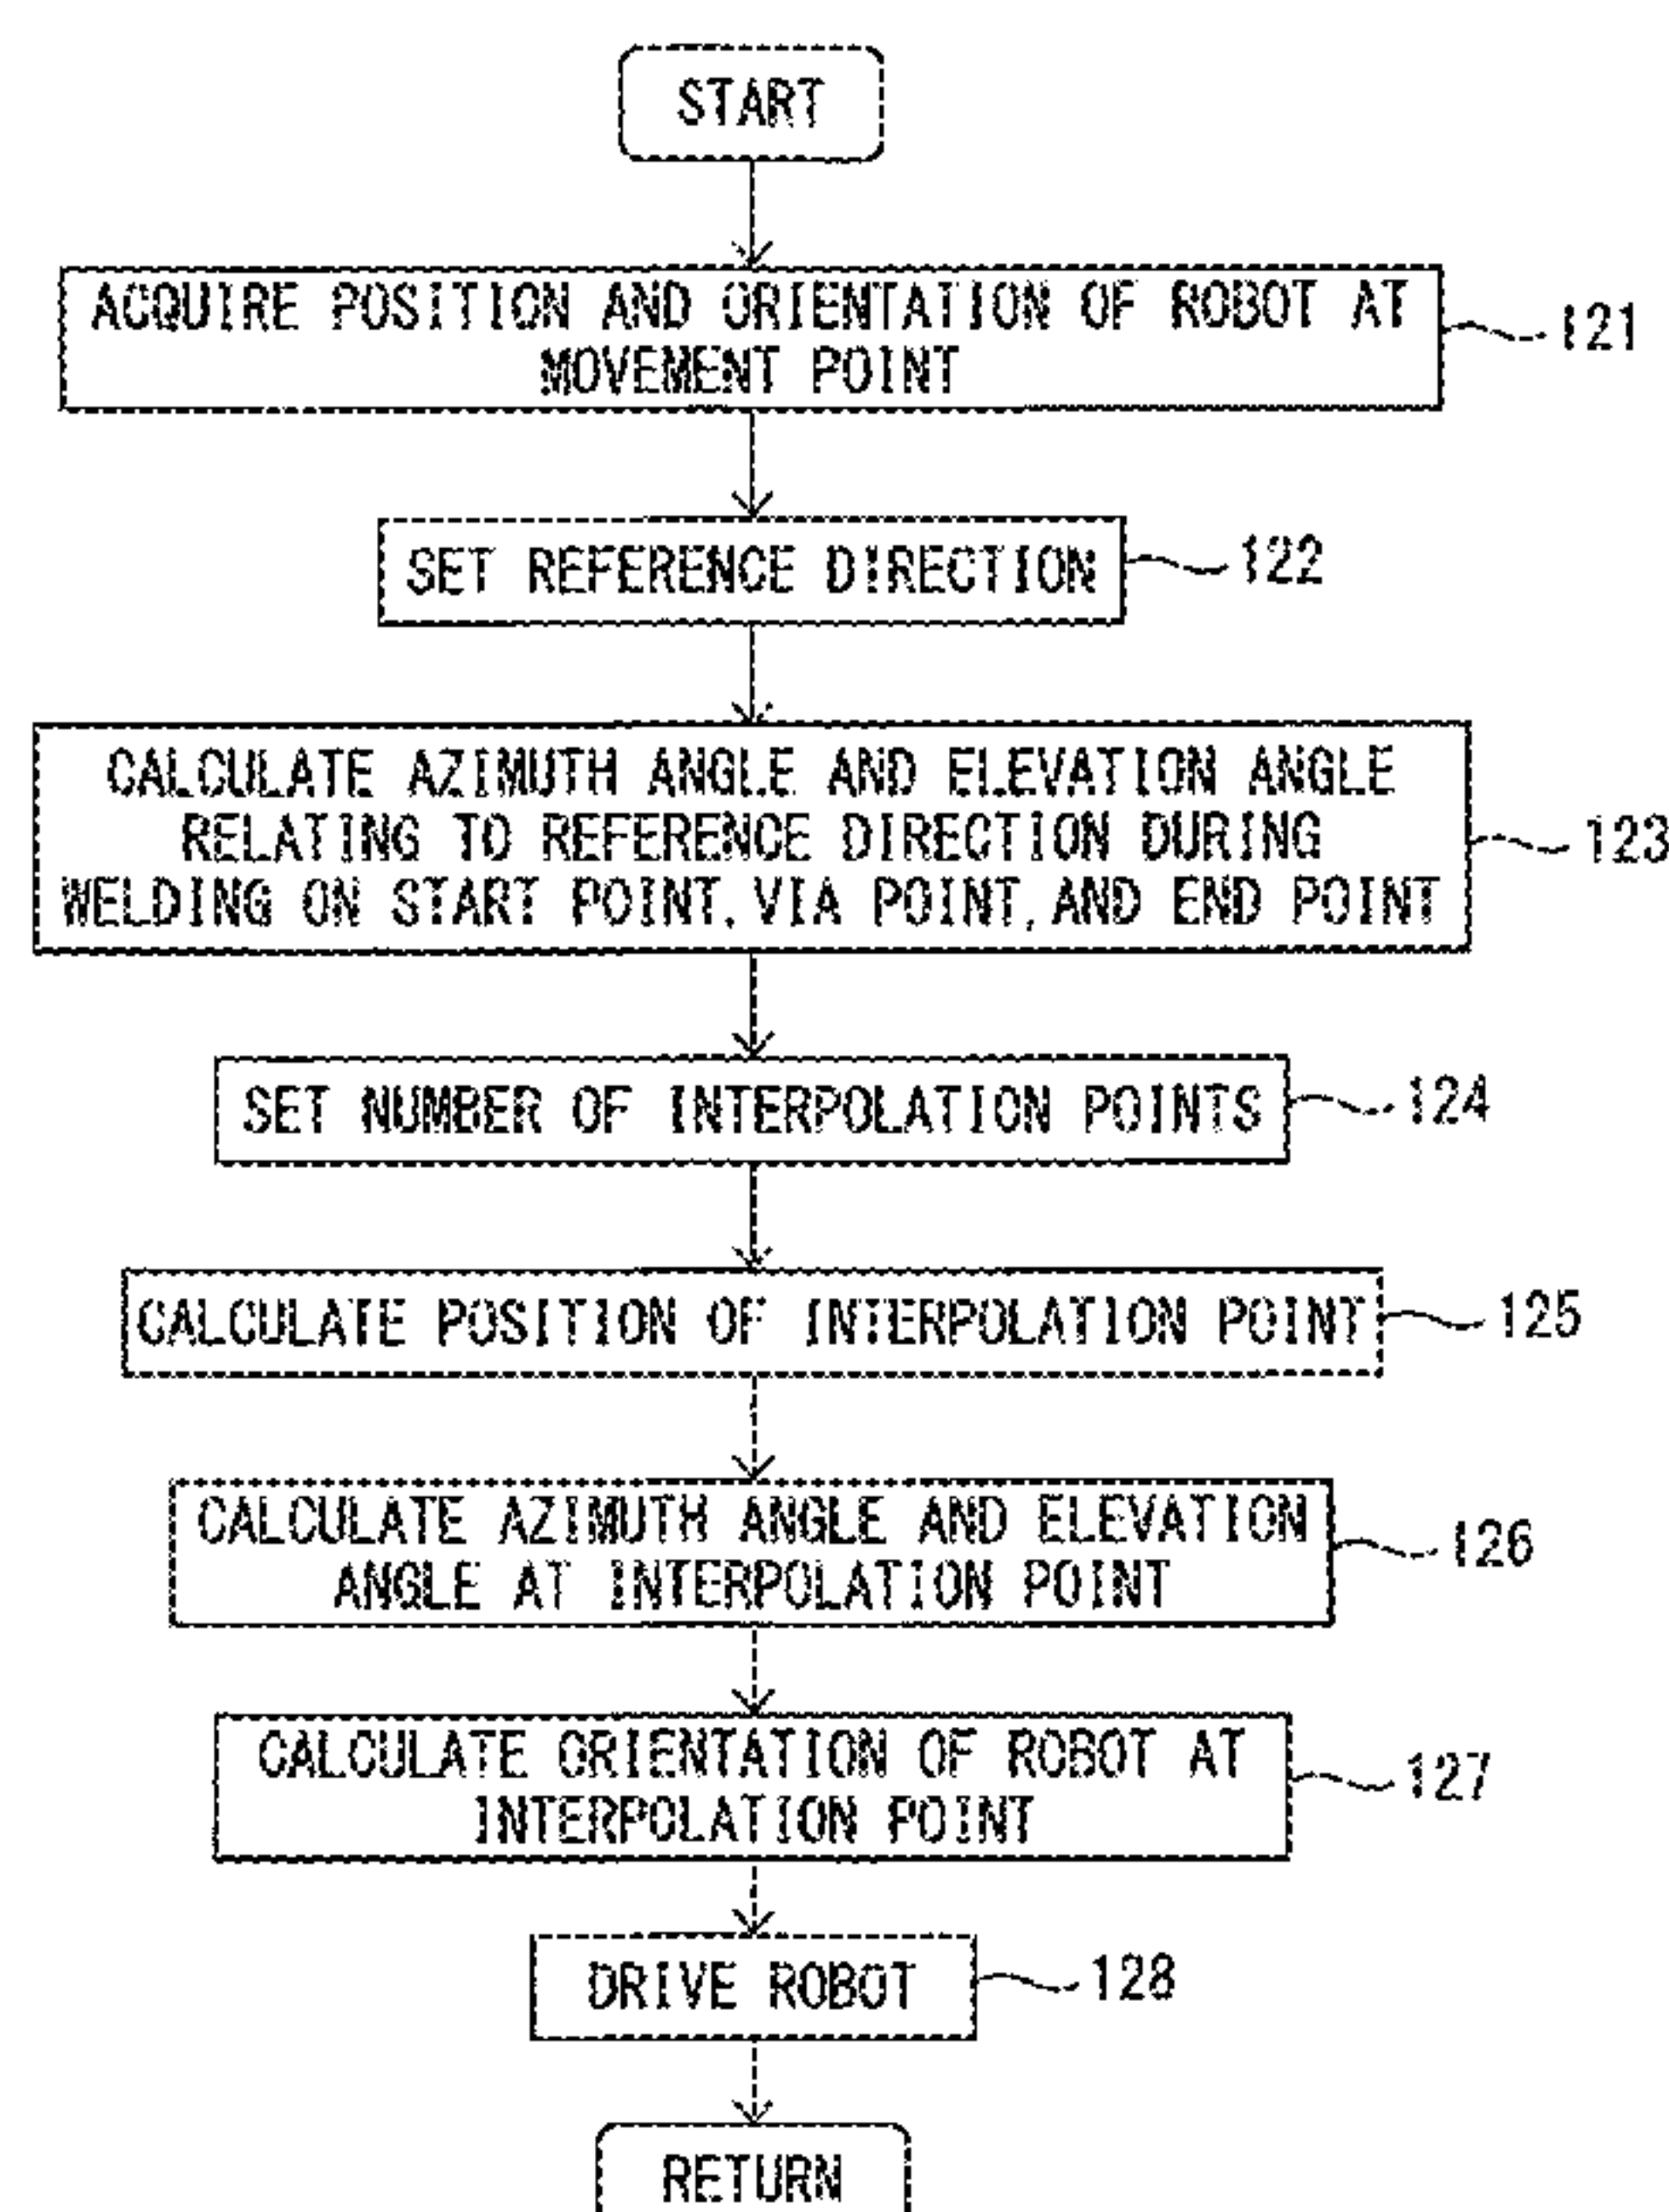 START
ACQUIRE POSITION AND ORIENTATION OF ROBOT AT
MOVEMENT POINT
121
SET REFERENCE DIRECTION
122
CALCULATE AZIMUTH ANGLE AND ELEVATION ANGLE
RELATING TO REFERENCE DIRECTION DURING
WELDING ON START POINT, VIA POINT, AND END POINT
123
SET NUMBER OF INTERPOLATION POINTS
124
CALCULATE POSITION OF INTERPOLATION POINT
125
CALCULATE AZIMUTH ANGLE AND ELEVATION
ANGLE AT INTERPOLATION POINT
126
CALCULATE ORIENTATION OF ROBOT AT
INTERPOLATION POINT
127
DRIVE ROBOT
128
RETURN